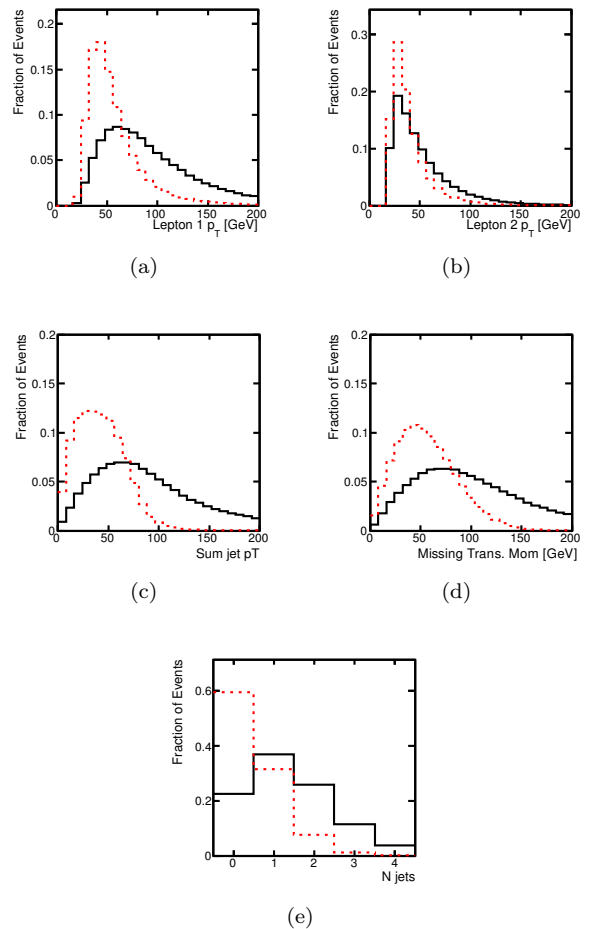 Fraction of Events
0.2
0.15
0.1
0.05
0
0 50 100 150 200
Lepton 1 p_T [GeV]
(a)
Fraction of Events
0.3
0.2
0.1
0
0 50 100 150 200
Lepton 2 p_T [GeV]
(b)
Fraction of Events
0.2
0.15
0.1
0.05
0
0 50 100 150 200
Sum jet pT
(c)
Fraction of Events
0.2
0.15
0.1
0.05
0
0 50 100 150 200
Missing Trans. Mom [GeV]
(d)
Fraction of Events
0.6
0.4
0.2
0
0 1 2 3 4
N jets
(e)